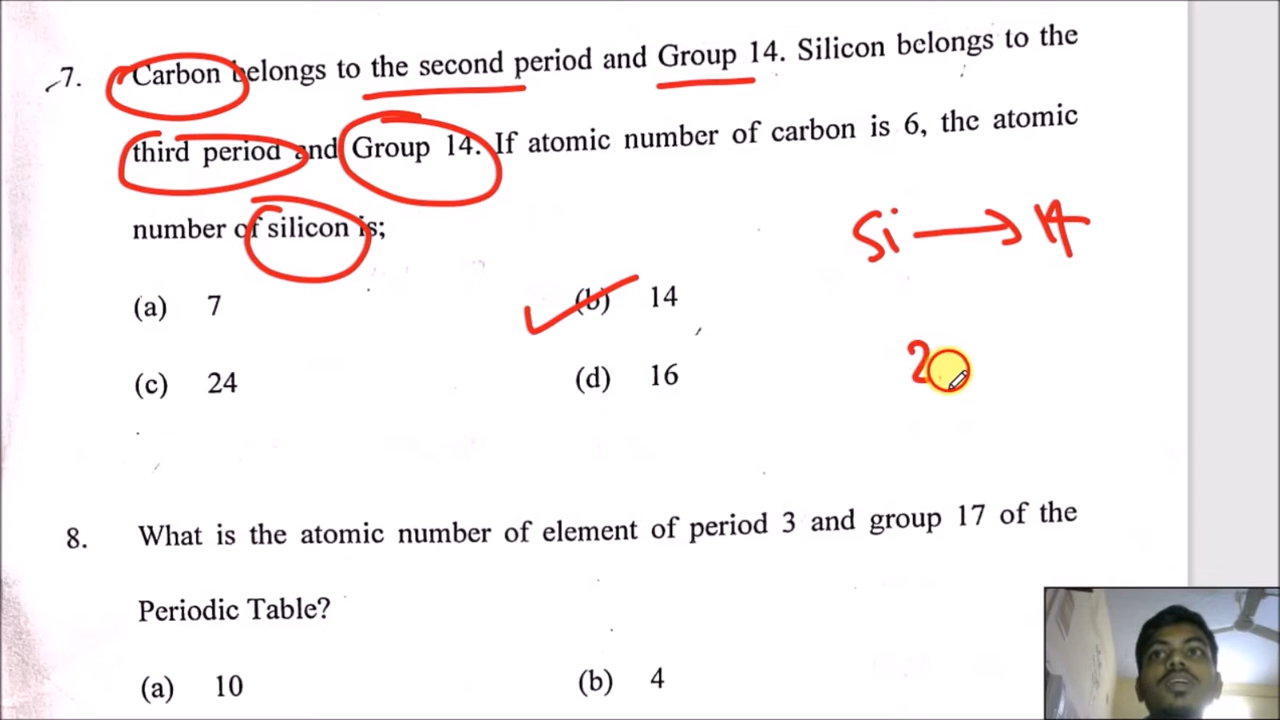 7. Carbon belongs to the second period and Group 14. Silicon belongs to the
third period and Group 14. If atomic number of carbon is 6, the atomic
number of silicon is;
Si → 14
(a) 7 (b) 14
2
(c) 24 (d) 16
8. What is the atomic number of element of period 3 and group 17 of the
Periodic Table?
(a) 10 (b) 4